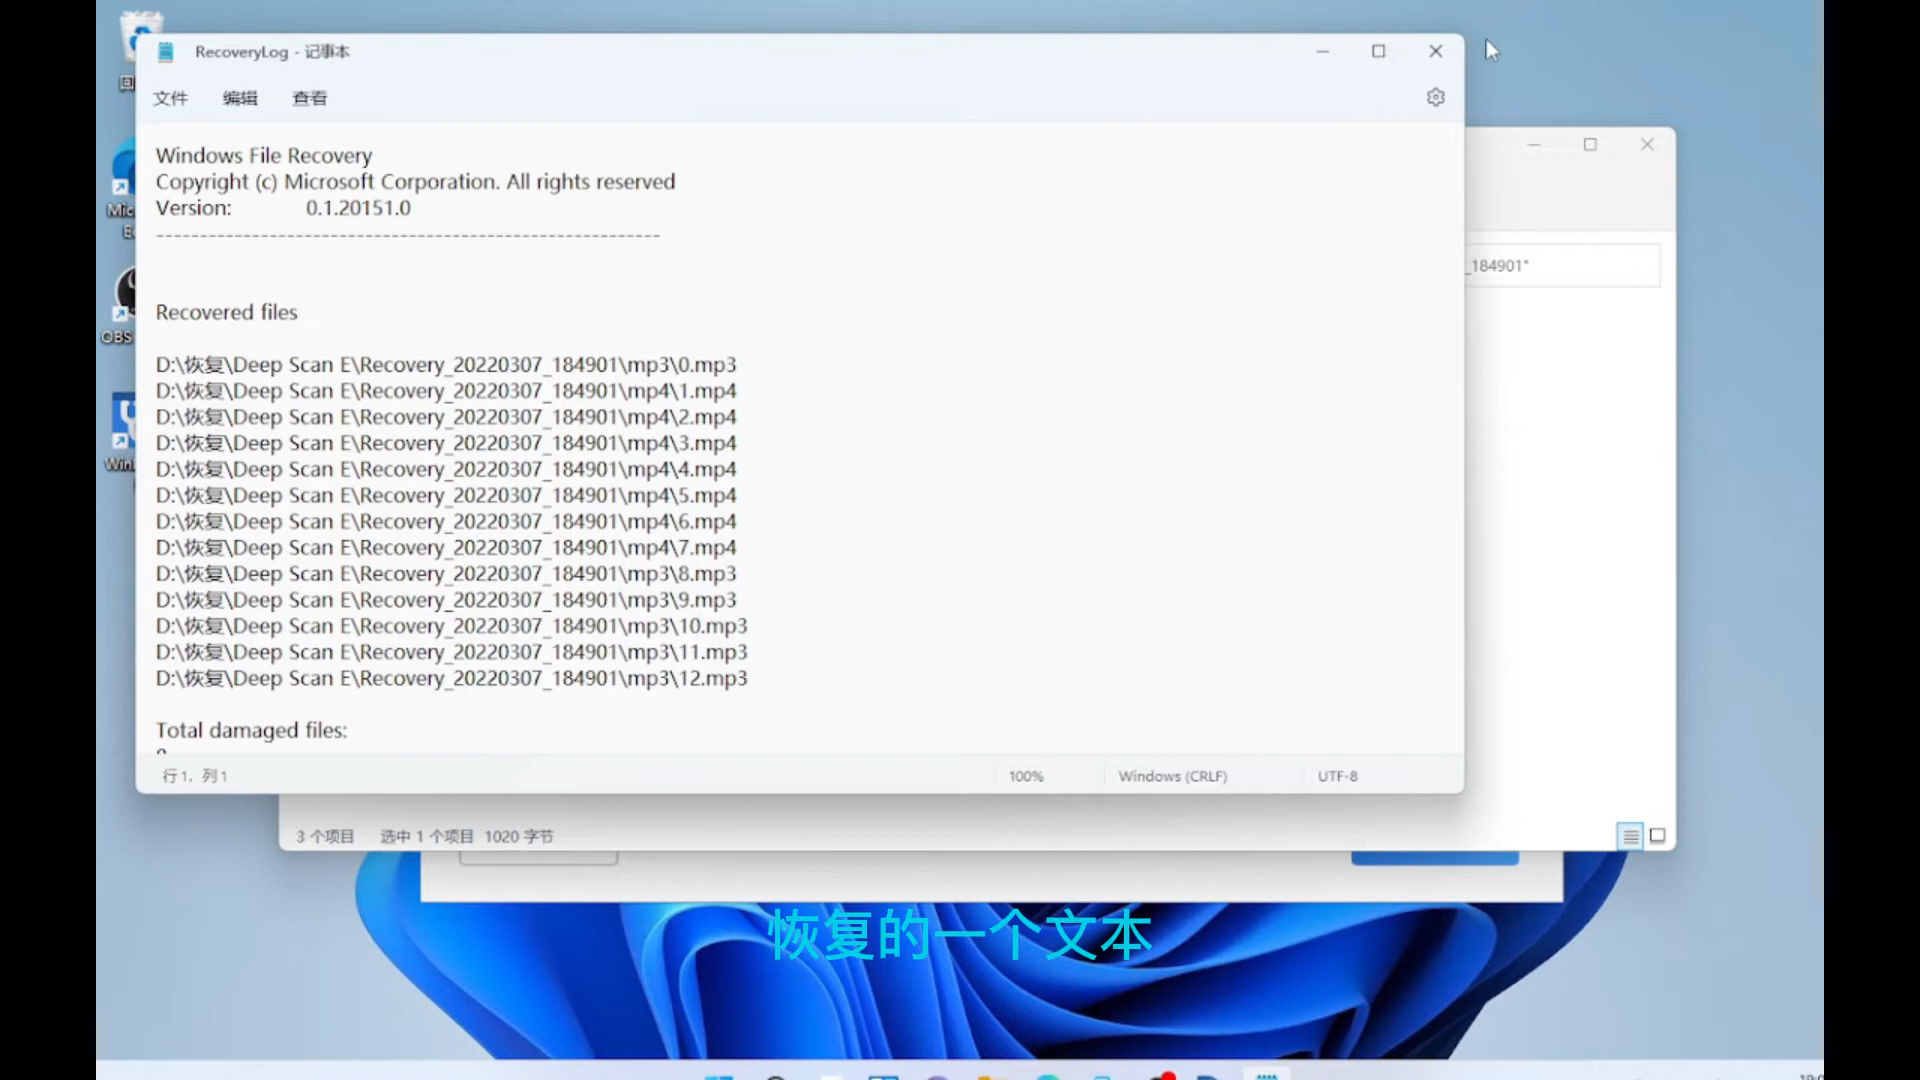 RecoveryLog - 记事本
文件 编辑 查看
Windows File Recovery
Copyright (c) Microsoft Corporation. All rights reserved
Version: 0.1.20151.0
---------------------------------------------------------
Recovered files
D:\恢复\Deep Scan E\Recovery_20220307_184901\mp3\0.mp3
D:\恢复\Deep Scan E\Recovery_20220307_184901\mp4\1.mp4
D:\恢复\Deep Scan E\Recovery_20220307_184901\mp4\2.mp4
D:\恢复\Deep Scan E\Recovery_20220307_184901\mp4\3.mp4
D:\恢复\Deep Scan E\Recovery_20220307_184901\mp4\4.mp4
D:\恢复\Deep Scan E\Recovery_20220307_184901\mp4\5.mp4
D:\恢复\Deep Scan E\Recovery_20220307_184901\mp4\6.mp4
D:\恢复\Deep Scan E\Recovery_20220307_184901\mp4\7.mp4
D:\恢复\Deep Scan E\Recovery_20220307_184901\mp3\8.mp3
D:\恢复\Deep Scan E\Recovery_20220307_184901\mp3\9.mp3
D:\恢复\Deep Scan E\Recovery_20220307_184901\mp3\10.mp3
D:\恢复\Deep Scan E\Recovery_20220307_184901\mp3\11.mp3
D:\恢复\Deep Scan E\Recovery_20220307_184901\mp3\12.mp3
Total damaged files:
行 1，列 1 100% Windows (CRLF) UTF-8
_184901"
OBS
3 个项目 选中 1 个项目 1020 字节
恢复的一个文本